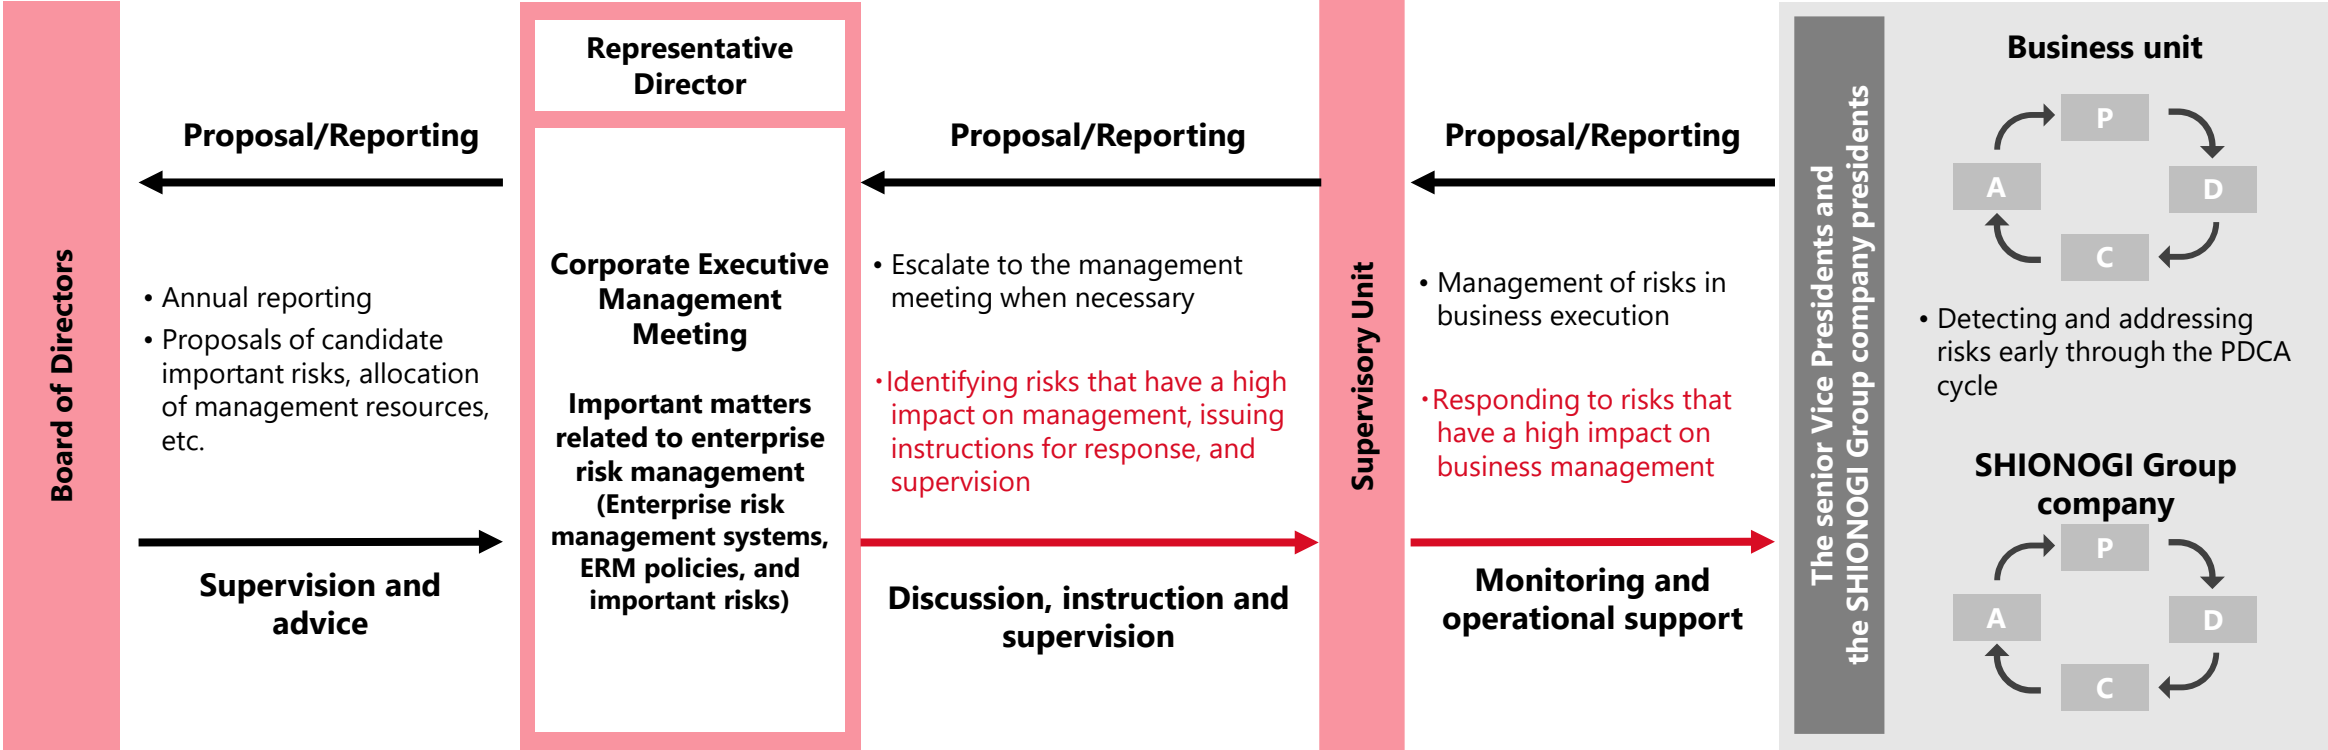 Board of Directors
Proposal/Reporting
• Annual reporting
• Proposals of candidate
important risks, allocation
of management resources,
etc.
Supervision and
advice
Representative
Director
Corporate Executive
Management
Meeting
Important matters
related to enterprise
risk management
(Enterprise risk
management systems,
ERM policies, and
important risks)
Proposal/Reporting
• Escalate to the management
meeting when necessary
・Identifying risks that have a high
impact on management, issuing
instructions for response, and
supervision
Discussion, instruction and
supervision
Supervisory Unit
Proposal/Reporting
• Management of risks in
business execution
・Responding to risks that
have a high impact on
business management
Monitoring and
operational support
The senior Vice Presidents and
the SHIONOGI Group company presidents
Business unit
P
A
D
C
• Detecting and addressing
risks early through the PDCA
cycle
SHIONOGI Group
company
P
A
D
C